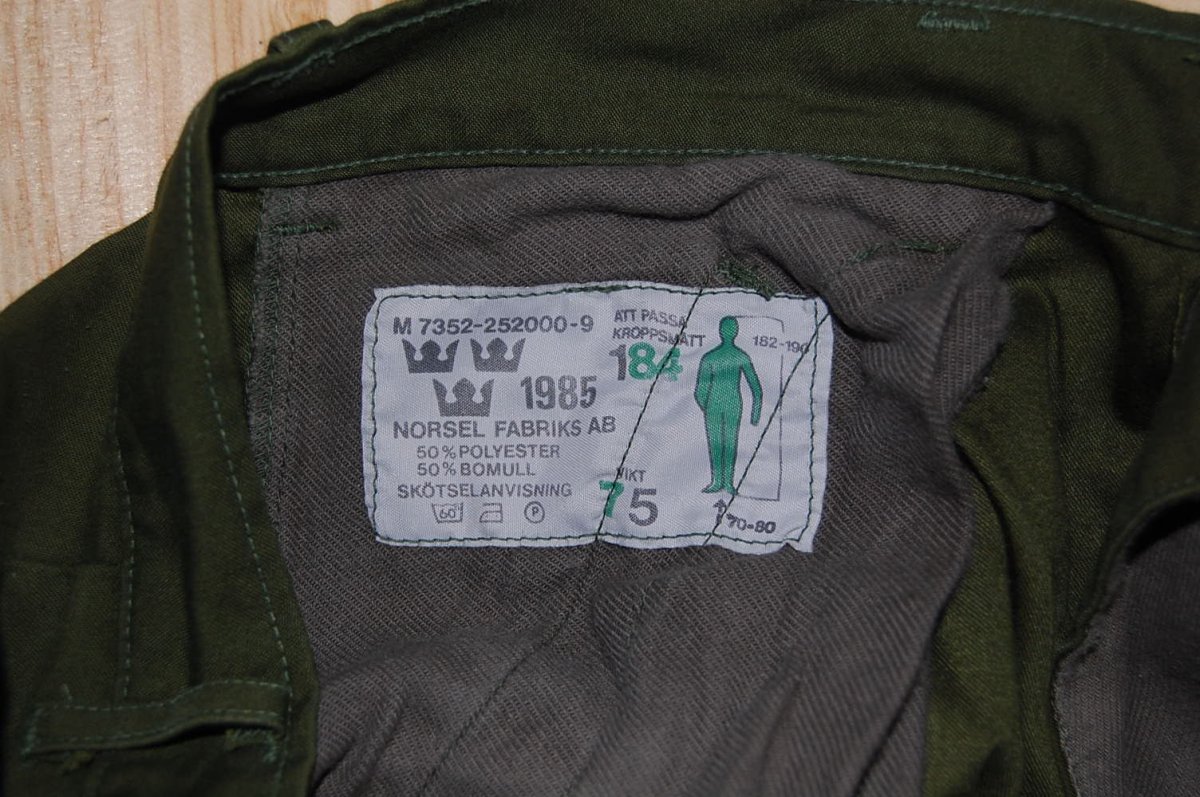 M 7352-252000-9
1985
NORSEL FABRIKS AB
50% POLYESTER
50% BOMULL
SKÖTSELANVISNING
60° P
ATT PASSA
KROPPSMÅTT
184
182-190
VIKT
75
70-80